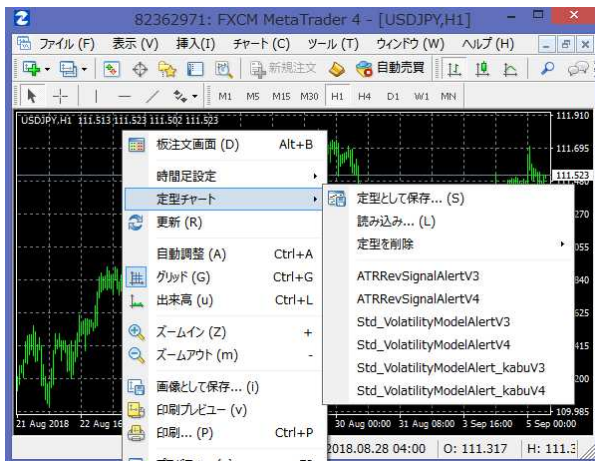 82362971: FXCM MetaTrader 4 - [USDJPY,H1]
ファイル (F) 表示 (V) 挿入(I) チャート (C) ツール (T) ウィンドウ (W) ヘルプ (H)
新規注文 自動売買
M1 M5 M15 M30 H1 H4 D1 W1 MN
USDJPY,H1 111.513 111.523 111.502 111.523
111.910
板注文画面 (D) Alt+B
111.695
時間足設定
111.523
定型チャート
定型として保存... (S)
更新 (R)
読み込み... (L)
270
定型を削除
055
自動調整 (A) Ctrl+A
グリッド (G) Ctrl+G
ATRRevSignalAlertV3
840
出来高 (u) Ctrl+L
ATRRevSignalAlertV4
625
Std_VolatilityModelAlertV3
ズームイン (Z) +
Std_VolatilityModelAlertV4
415
ズームアウト (m) -
Std_VolatilityModelAlert_kabuV3
200
画像として保存... (i)
Std_VolatilityModelAlert_kabuV4
印刷プレビュー (v)
109.985
21 Aug 2018 22 Aug 16 30 Aug 00:00 31 Aug 08:00 3 Sep 16:00 5 Sep 00:00
印刷... (P) Ctrl+P
2018.08.28 04:00 O: 111.317 H: 111.3